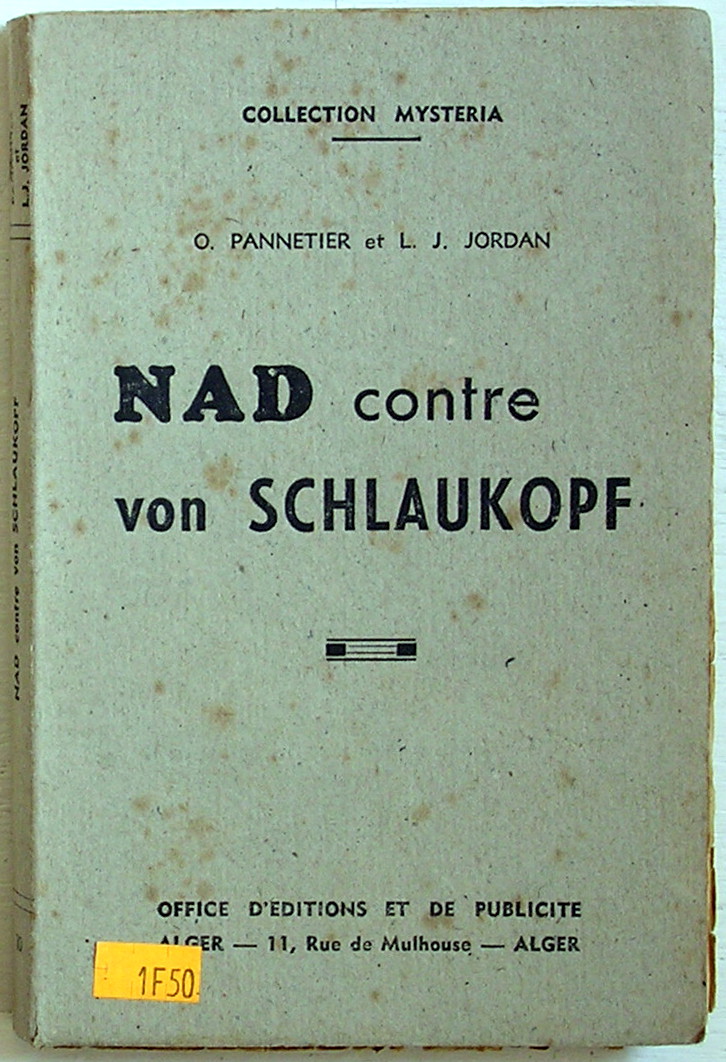 COLLECTION MYSTERIA
O. PANNETIER et L. J. JORDAN
NAD contre
von SCHLAUKOPF
OFFICE D'EDITIONS ET DE PUBLICITE
ALGER — 11, Rue de Mulhouse — ALGER
1F50
et
L.J. JORDAN
NAD contre von SCHLAUKOPF